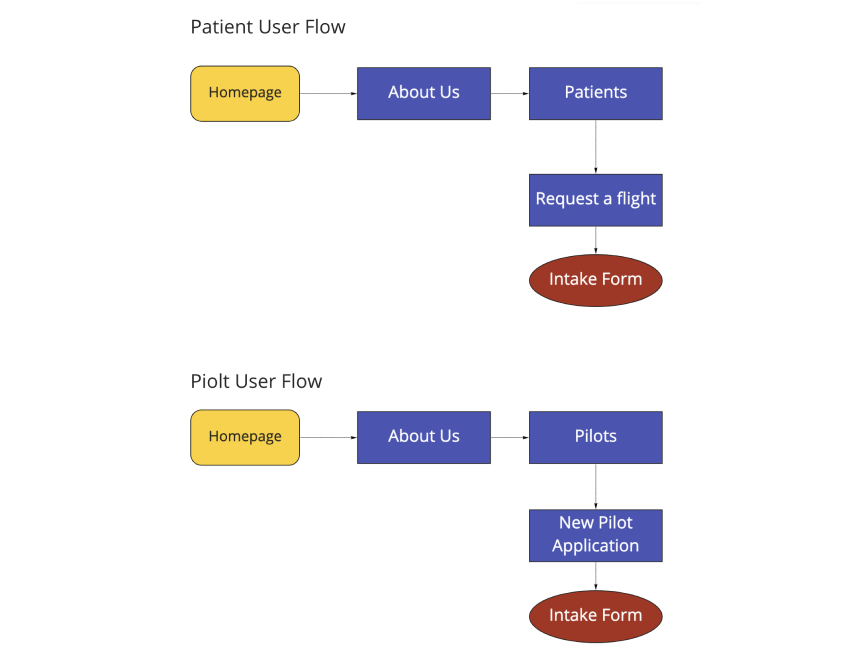 Patient User Flow
Homepage
About Us
Patients
Request a flight
Intake Form
Piolt User Flow
Homepage
About Us
Pilots
New Pilot
Application
Intake Form